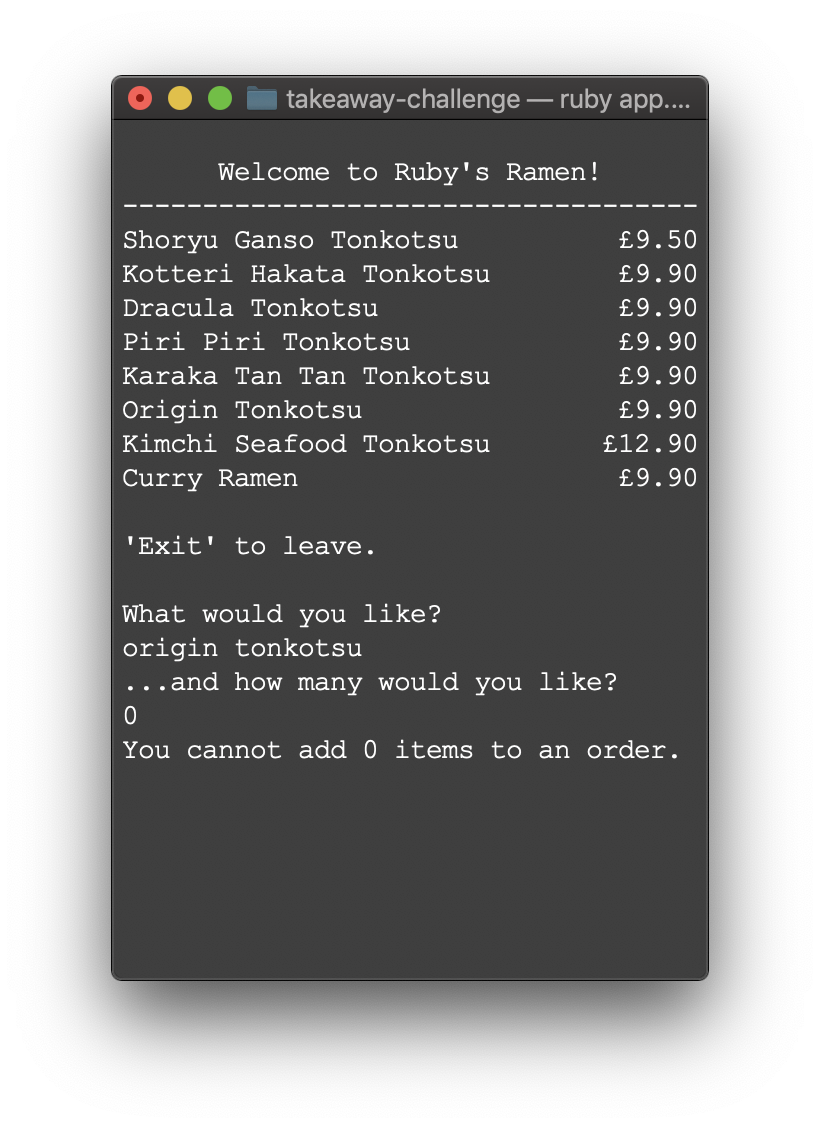 takeaway-challenge — ruby app....
Welcome to Ruby's Ramen!
------------------------------------
Shoryu Ganso Tonkotsu £9.50
Kotteri Hakata Tonkotsu £9.90
Dracula Tonkotsu £9.90
Piri Piri Tonkotsu £9.90
Karaka Tan Tan Tonkotsu £9.90
Origin Tonkotsu £9.90
Kimchi Seafood Tonkotsu £12.90
Curry Ramen £9.90
'Exit' to leave.
What would you like?
origin tonkotsu
...and how many would you like?
0
You cannot add 0 items to an order.